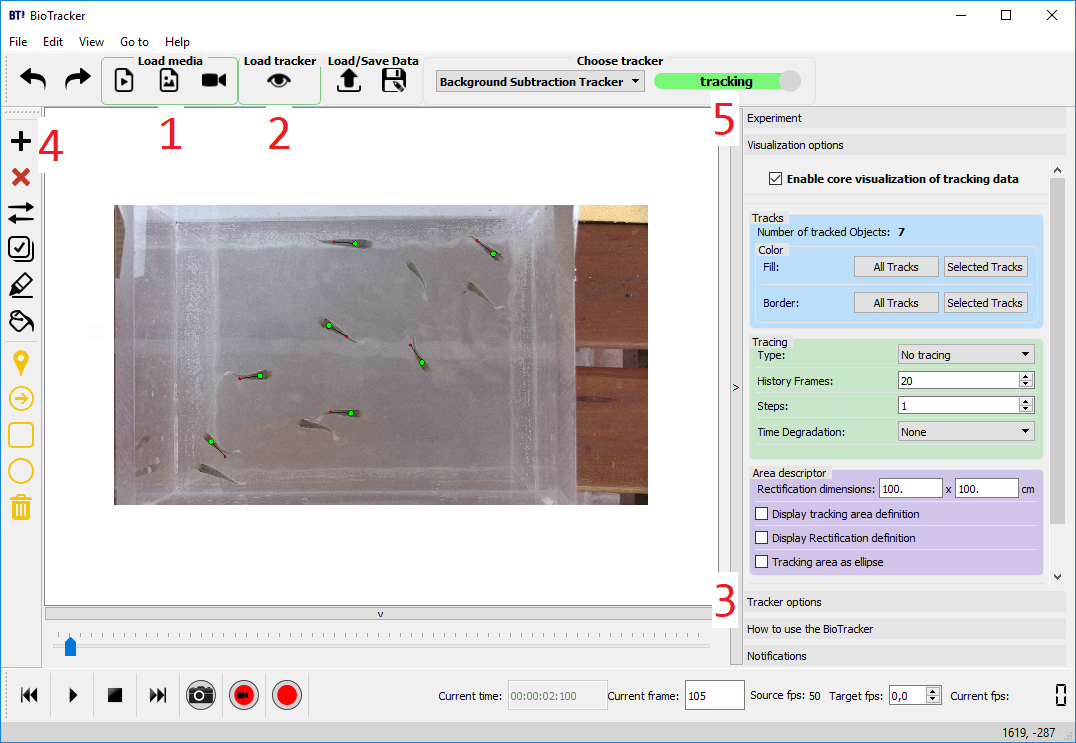 BT³ BioTracker
File Edit View Go to Help
Load media Load tracker Load/Save Data Choose tracker
Background Subtraction Tracker tracking
1 2 5
4
Experiment
Visualization options
Enable core visualization of tracking data
Tracks
Number of tracked Objects: 7
Color
Fill: All Tracks Selected Tracks
Border: All Tracks Selected Tracks
Tracing
Type: No tracing
>
History Frames: 20
Steps: 1
Time Degradation: None
Area descriptor
Rectification dimensions: 100. x 100. cm
Display tracking area definition
Display Rectification definition
Tracking area as ellipse
3
Tracker options
v
How to use the BioTracker
Notifications
Current time: 00:00:02:100 Current frame: 105 Source fps: 50 Target fps: 0,0 Current fps: 0
1619, -287